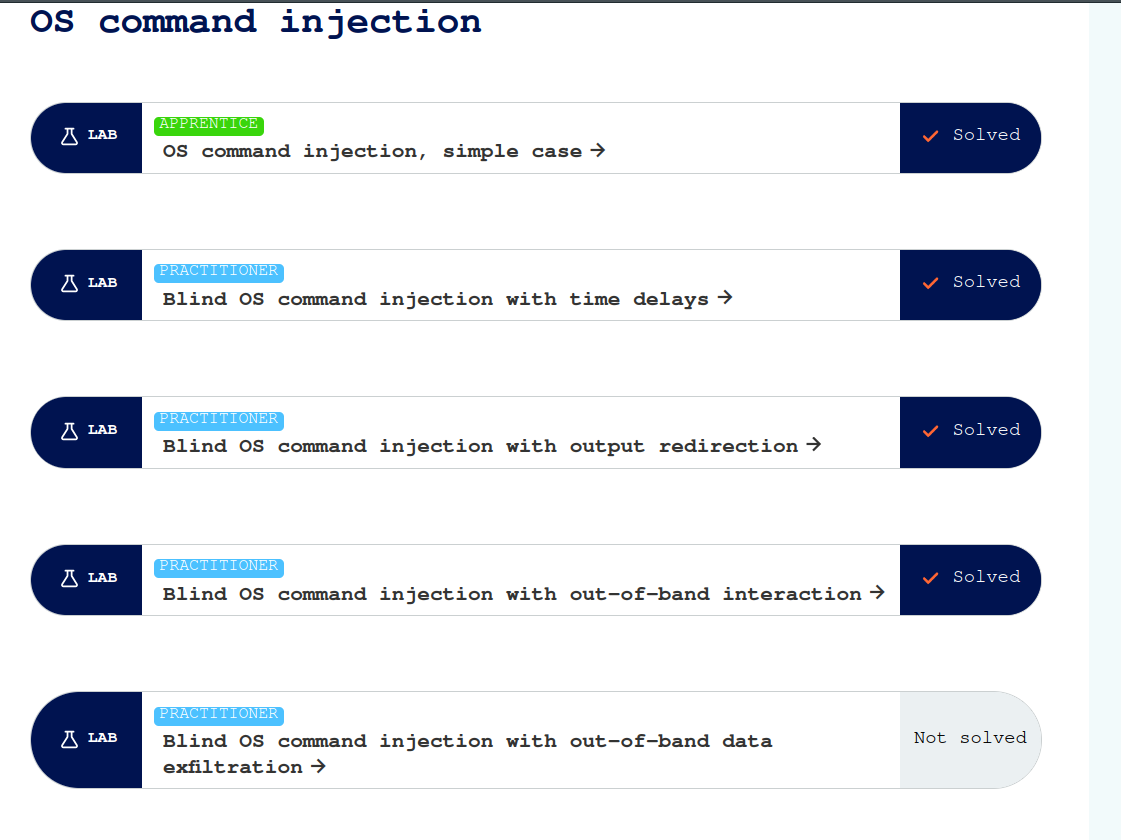 OS command injection
LAB
APPRENTICE
OS command injection, simple case →
Solved
LAB
PRACTITIONER
Blind OS command injection with time delays →
Solved
LAB
PRACTITIONER
Blind OS command injection with output redirection →
Solved
LAB
PRACTITIONER
Blind OS command injection with out-of-band interaction →
Solved
LAB
PRACTITIONER
Blind OS command injection with out-of-band data
exfiltration →
Not solved